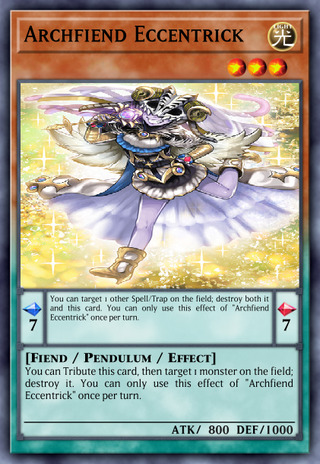 Archfiend Eccentrick
LIGHT
光
You can target 1 other Spell/Trap on the field; destroy both it
and this card. You can only use this effect of "Archfiend
Eccentrick" once per turn.
7
7
[Fiend / Pendulum / Effect]
You can Tribute this card, then target 1 monster on the field;
destroy it. You can only use this effect of "Archfiend
Eccentrick" once per turn.
ATK/ 800 DEF/1000